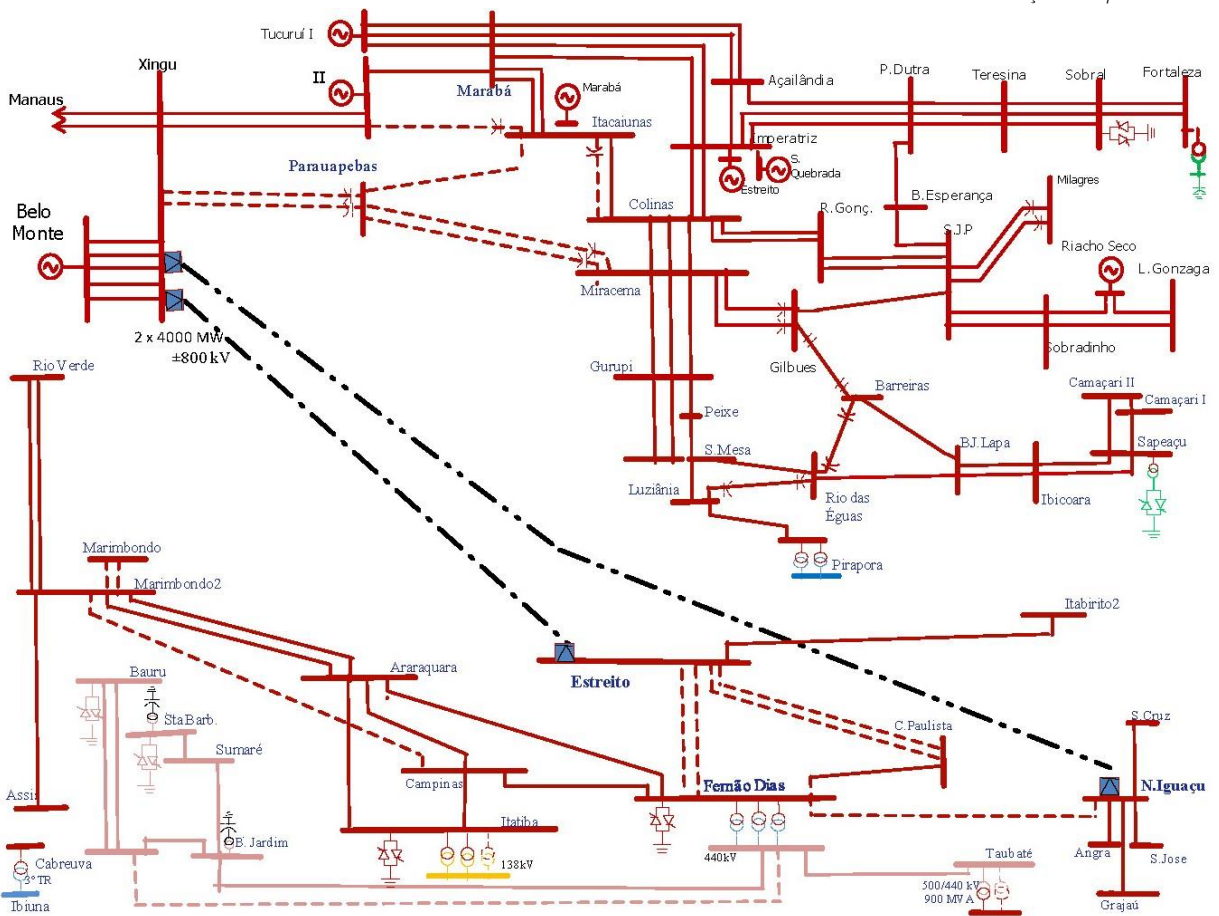 Tucuruí I
Xingu
II
Manaus
Marabá
Marabá
Itacaiunas
Açailândia
P.Dutra
Teresina
Sobral
Fortaleza
Imperatriz
S.
Quebrada
Estreito
Parauapebas
Belo
Monte
Colinas
R.Gonç.
B.Esperança
S.J.P
Milagres
Riacho Seco
L.Gonzaga
Miracema
Sobradinho
2 x 4000 MW
±800 kV
Gilbues
Gurupi
Barreiras
Camaçari II
Camaçari I
Rio Verde
Peixe
S.Mesa
BJ.Lapa
Sapeaçu
Luziânia
Rio das
Éguas
Ibicoara
Marimbondo
Marimbondo2
Pirapora
Itabirito2
Araraquara
Estreito
Bauru
StaBarb.
Sumaré
C.Paulista
S.Cruz
Campinas
Fernão Dias
N.Iguaçu
Assis
Itatiba
B. Jardim
138kV
440kV
Angra
S.Jose
Cabreuva
3° TR
Ibiuna
Taubaté
500/440 kV
900 MVA
Grajaú